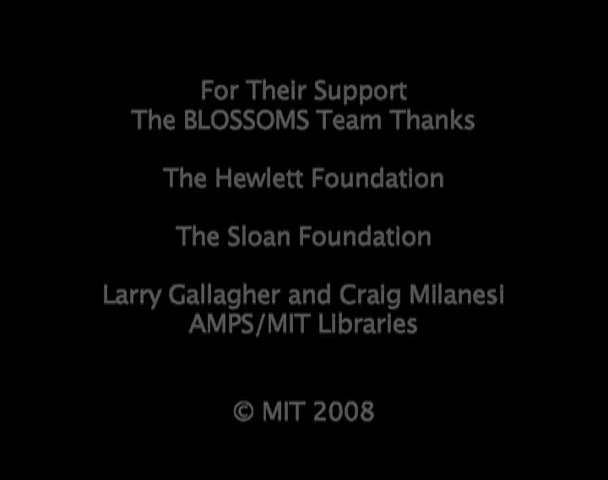 For Their Support
The BLOSSOMS Team Thanks
The Hewlett Foundation
The Sloan Foundation
Larry Gallagher and Craig Milanesi
AMPS/MIT Libraries
© MIT 2008